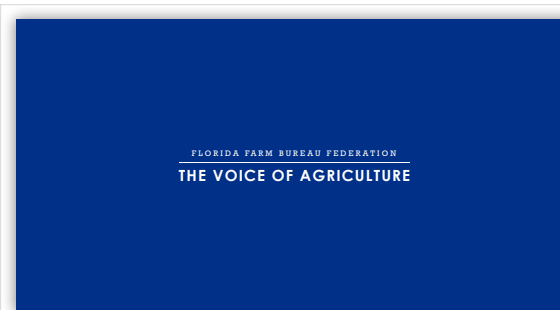 FLORIDA FARM BUREAU FEDERATION
THE VOICE OF AGRICULTURE